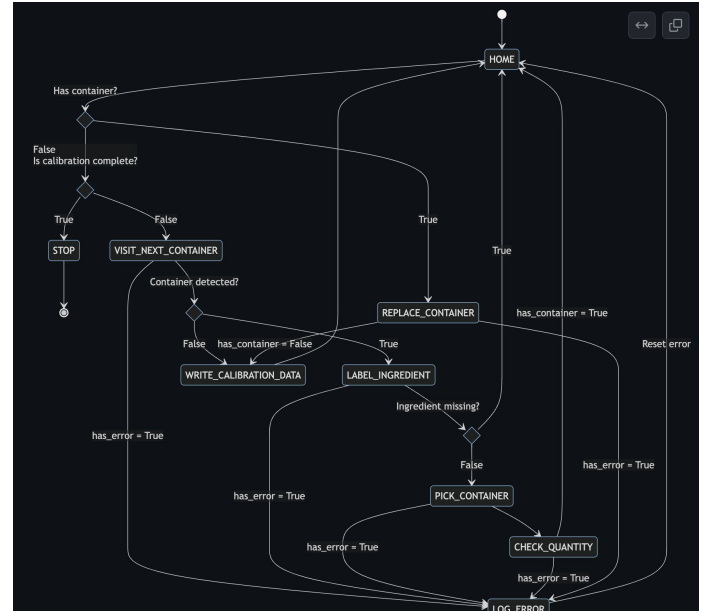 HOME
Has container?
False
Is calibration complete?
True
False
True
True
STOP
VISIT_NEXT_CONTAINER
Container detected?
REPLACE_CONTAINER
has_container = True
False
has_container = False
True
Reset error
WRITE_CALIBRATION_DATA
LABEL_INGREDIENT
Ingredient missing?
has_error = True
False
has_error = True
has_error = True
PICK_CONTAINER
has_error = True
CHECK_QUANTITY
has_error = True
LOG_ERROR